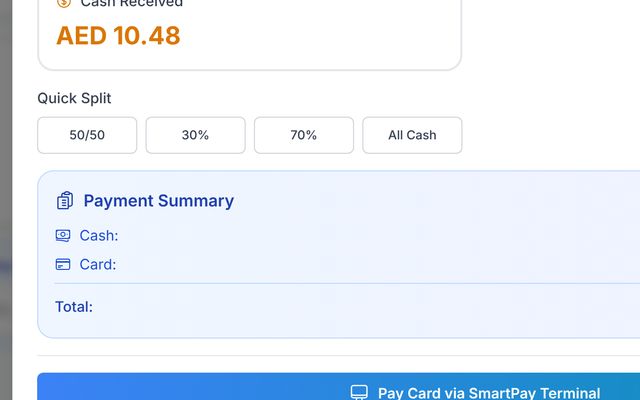 Cash Received
AED 10.48
Quick Split
50/50 30% 70% All Cash
Payment Summary
Cash:
Card:
Total:
Pay Card via SmartPay Terminal